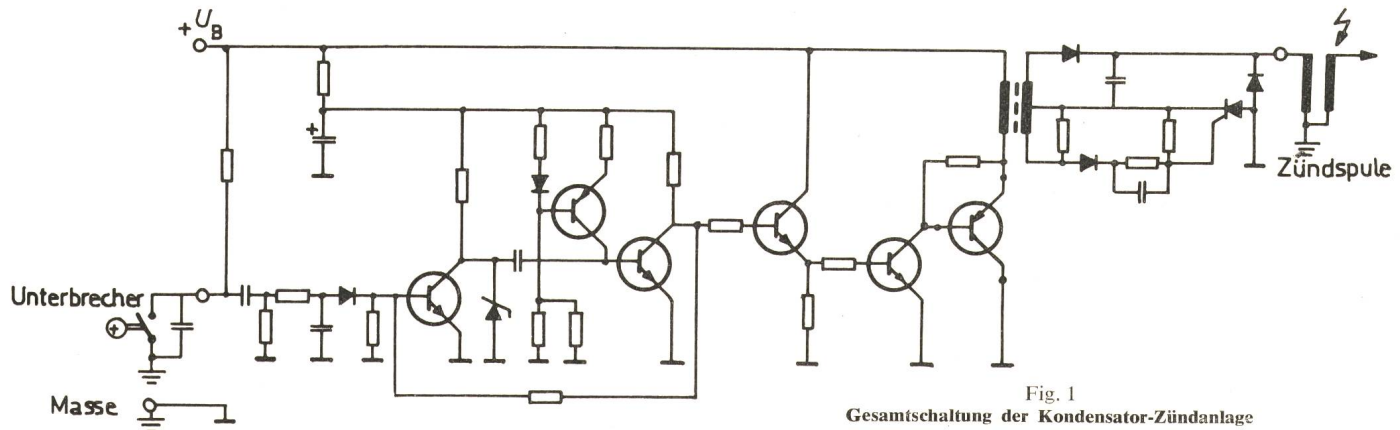 + U_B
Unterbrecher
Masse
Zündspule
Fig. 1
Gesamtschaltung der Kondensator-Zündanlage